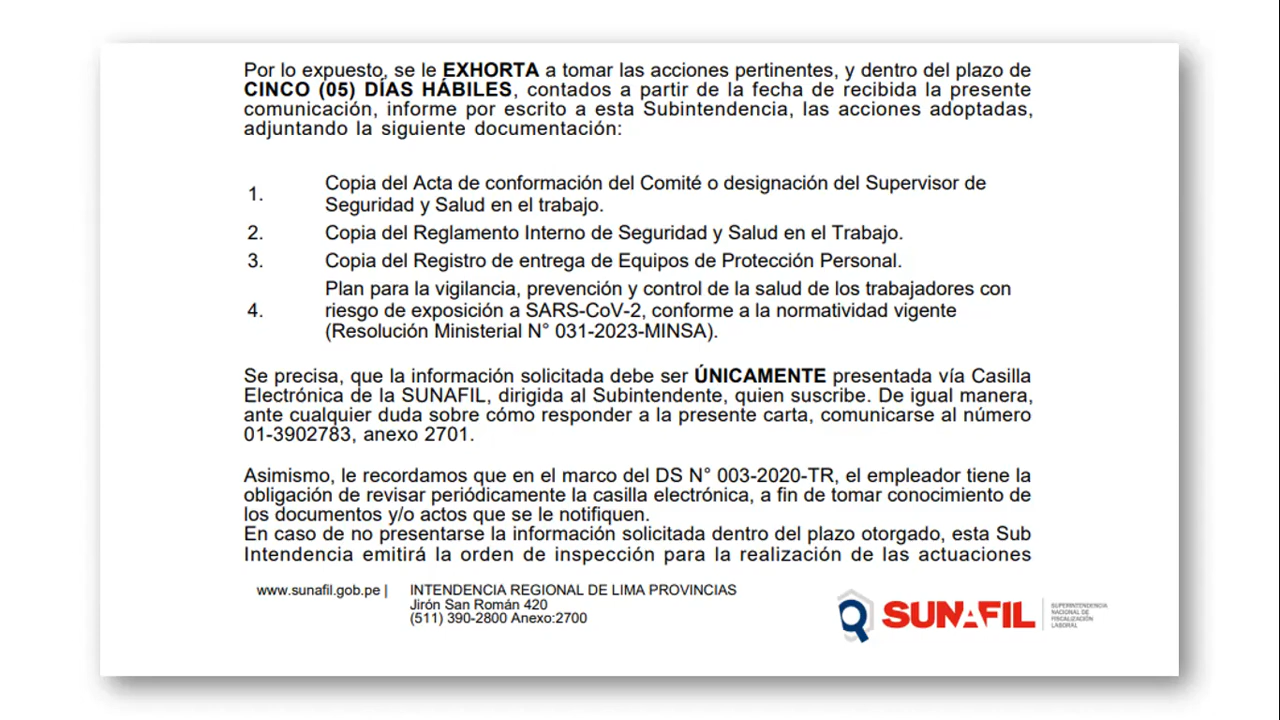 Por lo expuesto, se le EXHORTA a tomar las acciones pertinentes, y dentro del plazo de
CINCO (05) DÍAS HÁBILES, contados a partir de la fecha de recibida la presente
comunicación, informe por escrito a esta Subintendencia, las acciones adoptadas,
adjuntando la siguiente documentación:
1. Copia del Acta de conformación del Comité o designación del Supervisor de
Seguridad y Salud en el trabajo.
2. Copia del Reglamento Interno de Seguridad y Salud en el Trabajo.
3. Copia del Registro de entrega de Equipos de Protección Personal.
4. Plan para la vigilancia, prevención y control de la salud de los trabajadores con
riesgo de exposición a SARS-CoV-2, conforme a la normatividad vigente
(Resolución Ministerial N° 031-2023-MINSA).
Se precisa, que la información solicitada debe ser ÚNICAMENTE presentada vía Casilla
Electrónica de la SUNAFIL, dirigida al Subintendente, quien suscribe. De igual manera,
ante cualquier duda sobre cómo responder a la presente carta, comunicarse al número
01-3902783, anexo 2701.
Asimismo, le recordamos que en el marco del DS N° 003-2020-TR, el empleador tiene la
obligación de revisar periódicamente la casilla electrónica, a fin de tomar conocimiento de
los documentos y/o actos que se le notifiquen.
En caso de no presentarse la información solicitada dentro del plazo otorgado, esta Sub
Intendencia emitirá la orden de inspección para la realización de las actuaciones
www.sunafil.gob.pe | INTENDENCIA REGIONAL DE LIMA PROVINCIAS
Jirón San Román 420
(511) 390-2800 Anexo:2700
SUNAFIL
SUPERINTENDENCIA
NACIONAL DE
FISCALIZACIÓN
LABORAL